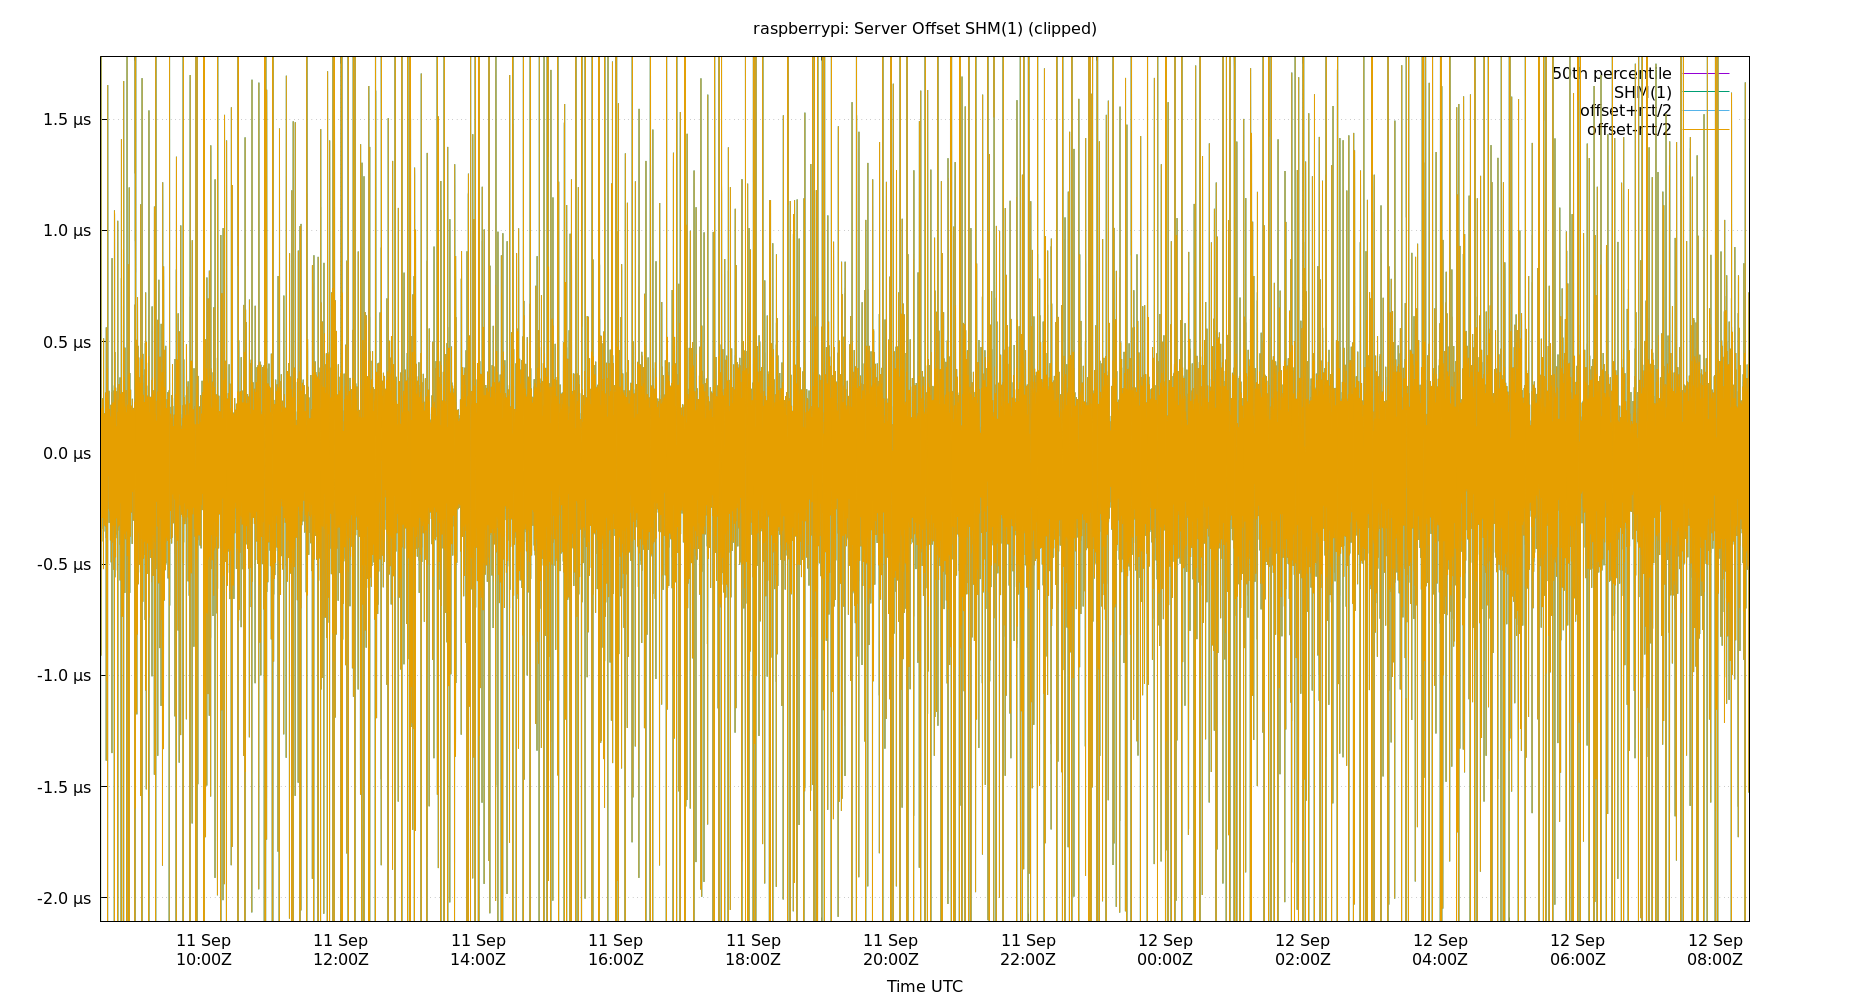 raspberrypi: Server Offset SHM(1) (clipped)
50th percentile
SHM(1)
offset+rtt/2
offset-rtt/2
1.5 µs
1.0 µs
0.5 µs
0.0 µs
-0.5 µs
-1.0 µs
-1.5 µs
-2.0 µs
11 Sep 11 Sep 11 Sep 11 Sep 11 Sep 11 Sep 11 Sep 12 Sep 12 Sep 12 Sep 12 Sep 12 Sep
10:00Z 12:00Z 14:00Z 16:00Z 18:00Z 20:00Z 22:00Z 00:00Z 02:00Z 04:00Z 06:00Z 08:00Z
Time UTC